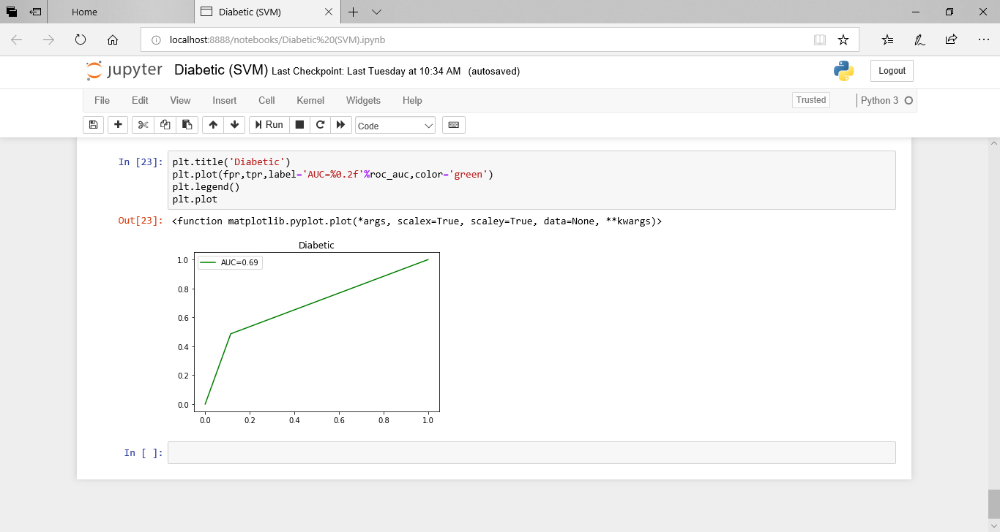 Home
Diabetic (SVM)
localhost:8888/notebooks/Diabetic%20(SVM).ipynb
jupyter Diabetic (SVM) Last Checkpoint: Last Tuesday at 10:34 AM (autosaved)
Logout
File Edit View Insert Cell Kernel Widgets Help
Trusted
Python 3
Run
Code
In [23]:
plt.title('Diabetic')
plt.plot(fpr,tpr,label='AUC=%0.2f'%roc_auc,color='green')
plt.legend()
plt.plot
Out[23]: <function matplotlib.pyplot.plot(*args, scalex=True, scaley=True, data=None, **kwargs)>
Diabetic
AUC=0.69
1.0
0.8
0.6
0.4
0.2
0.0
0.0 0.2 0.4 0.6 0.8 1.0
In [ ]: